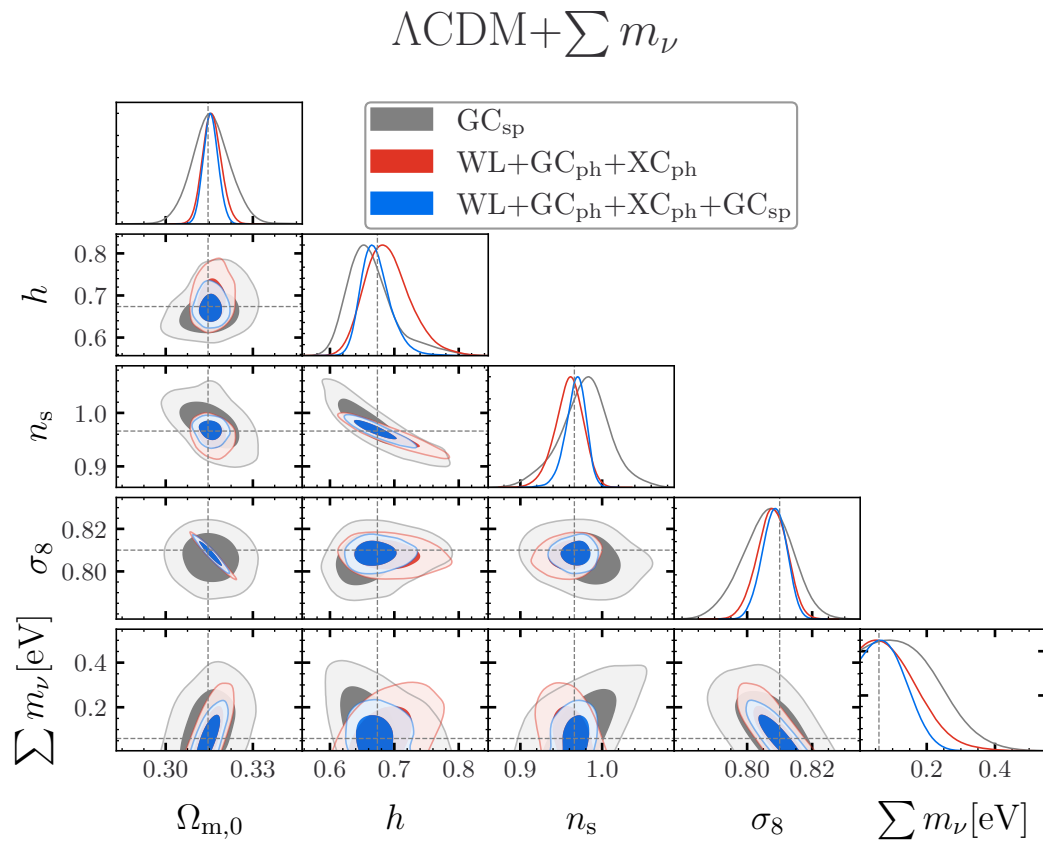 ΛCDM+∑ m_ν
GC_sp
WL+GC_ph+XC_ph
WL+GC_ph+XC_ph+GC_sp
h
0.8
0.7
0.6
n_s
1.0
0.9
σ_8
0.82
0.80
∑ m_ν[eV]
0.4
0.2
0.30 0.33 0.6 0.7 0.8 0.9 1.0 0.80 0.82 0.2 0.4
Ω_m,0 h n_s σ_8 ∑ m_ν[eV]